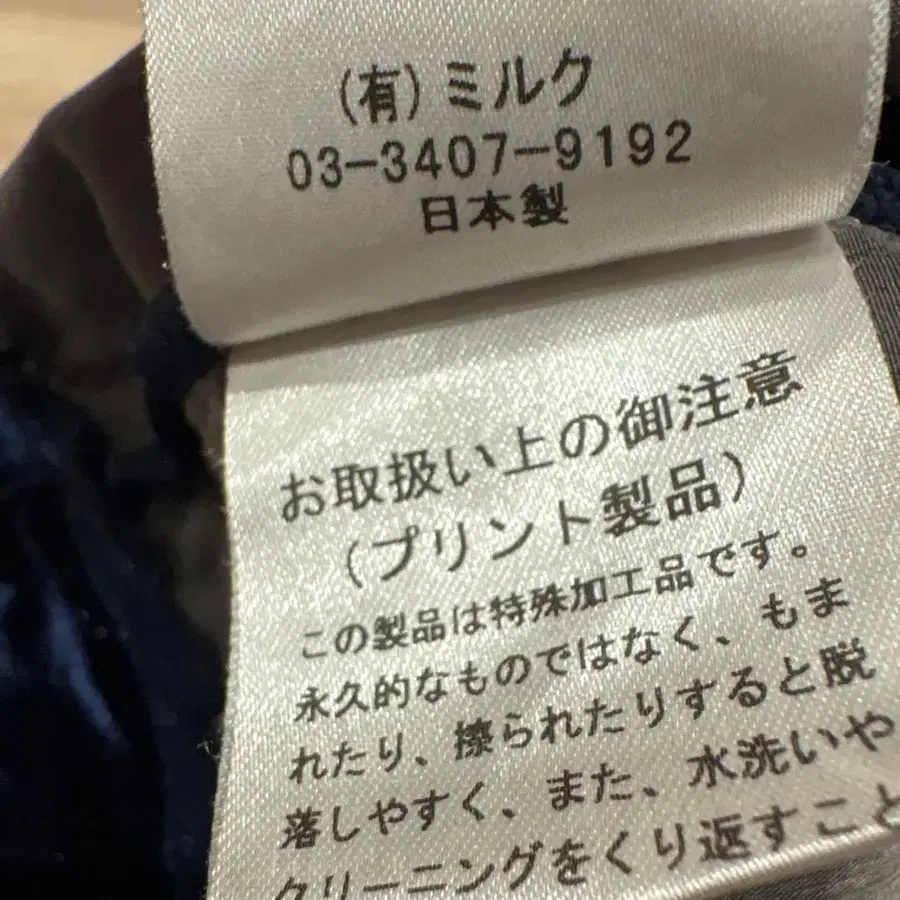 (有)ミルク
03-3407-9192
日本製
お取扱い上の御注意
(プリント製品)
この製品は特殊加工品です。
永久的なものではなく、もま
れたり、擦られたりすると脱
落しやすく、また、水洗いや
クリーニングをくり返すこと